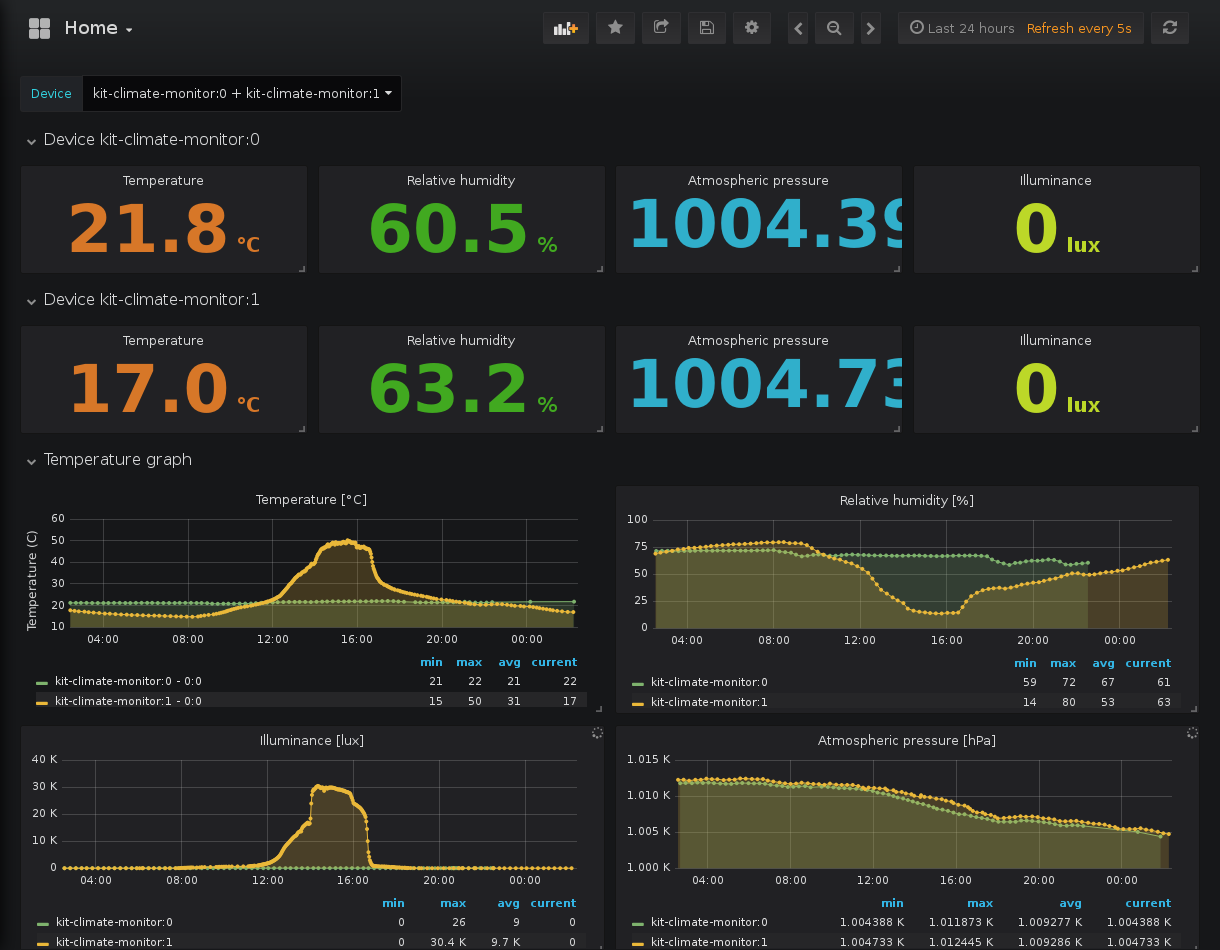 Home
Last 24 hours Refresh every 5s
Device kit-climate-monitor:0 + kit-climate-monitor:1
Device kit-climate-monitor:0
Temperature Relative humidity Atmospheric pressure Illuminance
21.8 °C 60.5 % 1004.39 0 lux
Device kit-climate-monitor:1
Temperature Relative humidity Atmospheric pressure Illuminance
17.0 °C 63.2 % 1004.73 0 lux
Temperature graph
Temperature [°C]
Temperature (C)
60
50
40
30
20
10
04:00 08:00 12:00 16:00 20:00 00:00
min max avg current
kit-climate-monitor:0 - 0:0 21 22 21 22
kit-climate-monitor:1 - 0:0 15 50 31 17
Relative humidity [%]
100
75
50
25
0
04:00 08:00 12:00 16:00 20:00 00:00
min max avg current
kit-climate-monitor:0 59 72 67 61
kit-climate-monitor:1 14 80 53 63
Illuminance [lux]
40 K
30 K
20 K
10 K
0
04:00 08:00 12:00 16:00 20:00 00:00
min max avg current
kit-climate-monitor:0 0 26 9 0
kit-climate-monitor:1 0 30.4 K 9.7 K 0
Atmospheric pressure [hPa]
1.015 K
1.010 K
1.005 K
1.000 K
04:00 08:00 12:00 16:00 20:00 00:00
min max avg current
kit-climate-monitor:0 1.004388 K 1.011873 K 1.009277 K 1.004388 K
kit-climate-monitor:1 1.004733 K 1.012445 K 1.009286 K 1.004733 K